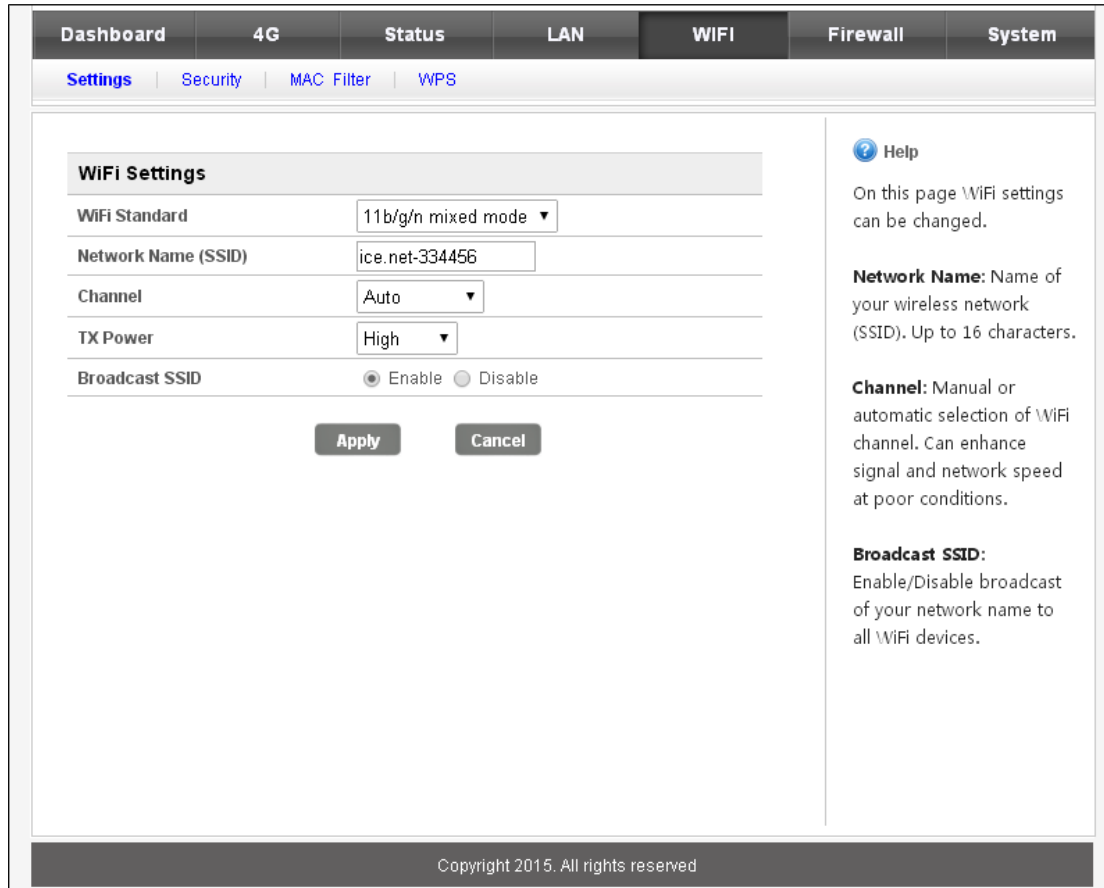 Dashboard 4G Status LAN WIFI Firewall System
Settings | Security | MAC Filter | WPS
WiFi Settings
WiFi Standard 11b/g/n mixed mode
Network Name (SSID) ice.net-334456
Channel Auto
TX Power High
Broadcast SSID Enable Disable
Apply Cancel
Help
On this page WiFi settings
can be changed.
Network Name: Name of
your wireless network
(SSID). Up to 16 characters.
Channel: Manual or
automatic selection of WiFi
channel. Can enhance
signal and network speed
at poor conditions.
Broadcast SSID:
Enable/Disable broadcast
of your network name to
all WiFi devices.
Copyright 2015. All rights reserved